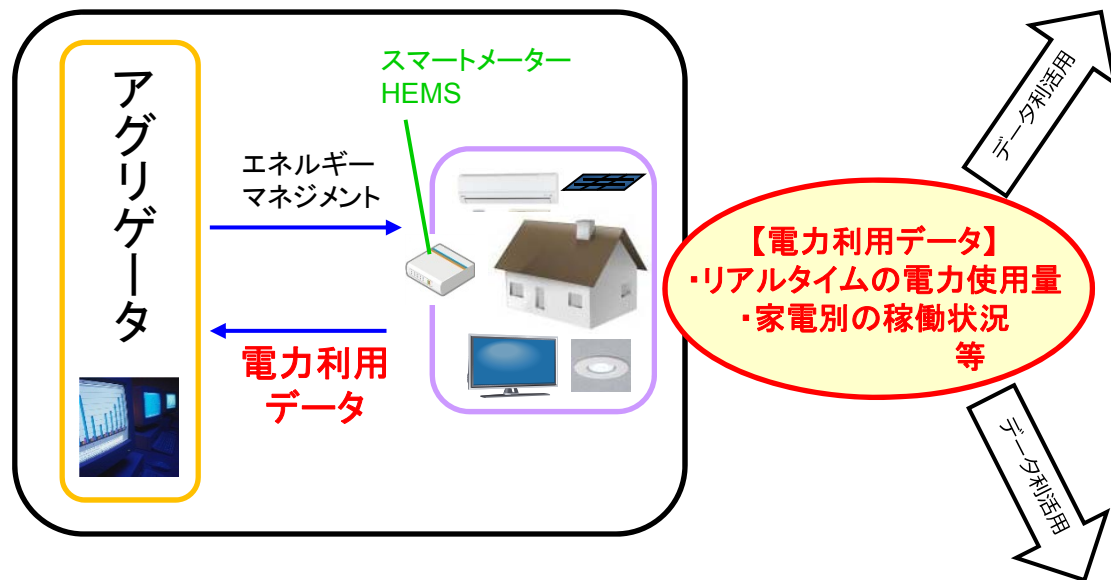 アグリゲータ
スマートメーター
HEMS
エネルギー
マネジメント
電力利用
データ
【電力利用データ】
・リアルタイムの電力使用量
・家電別の稼働状況
等
データ利活用
データ利活用